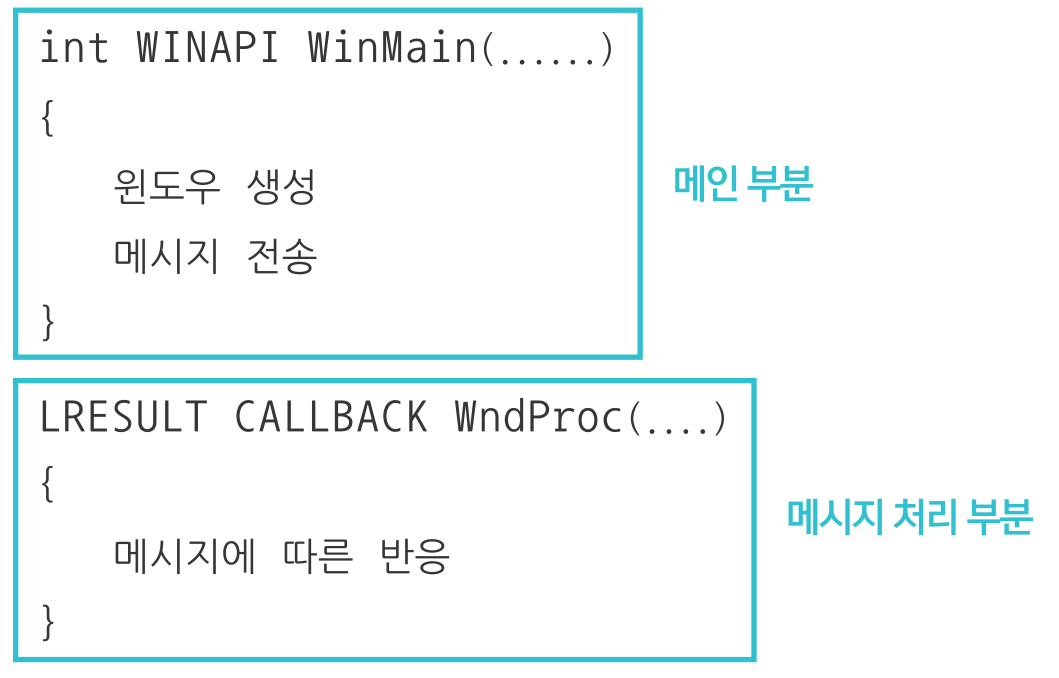 int WINAPI WinMain(......)
{
윈도우 생성
메시지 전송
}
메인 부분
LRESULT CALLBACK WndProc(....)
{
메시지에 따른 반응
}
메시지 처리 부분